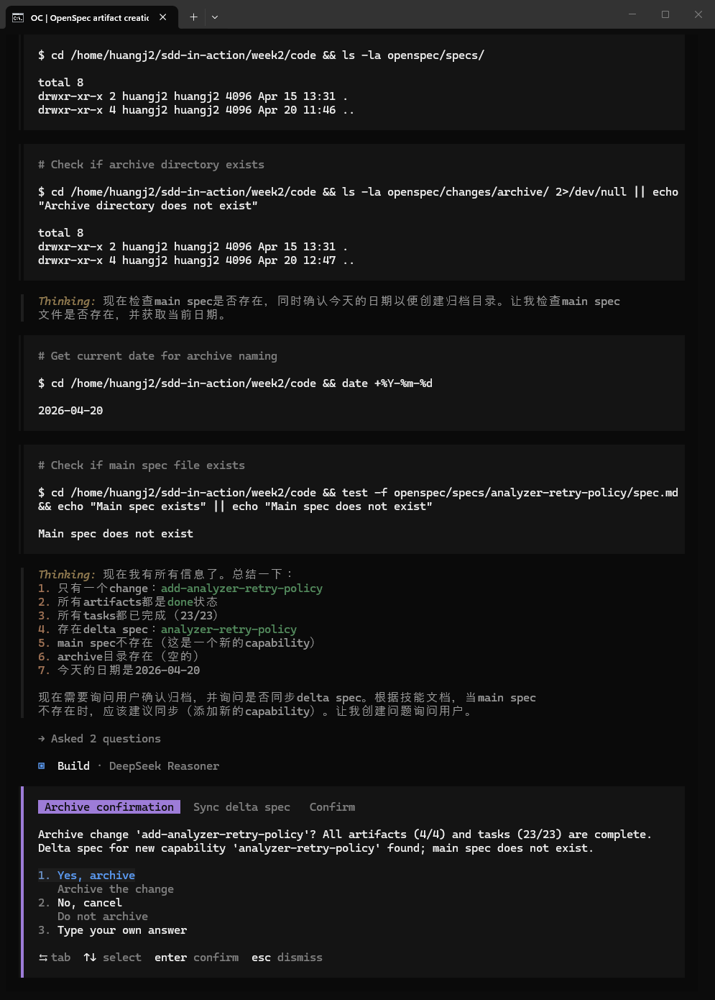 OC | OpenSpec artifact creatic
$ cd /home/huangj2/sdd-in-action/week2/code && ls -la openspec/specs/
total 8
drwxr-xr-x 2 huangj2 huangj2 4096 Apr 15 13:31 .
drwxr-xr-x 4 huangj2 huangj2 4096 Apr 20 11:46 ..
# Check if archive directory exists
$ cd /home/huangj2/sdd-in-action/week2/code && ls -la openspec/changes/archive/ 2>/dev/null || echo
"Archive directory does not exist"
total 8
drwxr-xr-x 2 huangj2 huangj2 4096 Apr 15 13:31 .
drwxr-xr-x 4 huangj2 huangj2 4096 Apr 20 12:47 ..
Thinking: 现在检查main spec是否存在，同时确认今天的日期以便创建归档目录。让我检查main spec
文件是否存在，并获取当前日期。
# Get current date for archive naming
$ cd /home/huangj2/sdd-in-action/week2/code && date +%Y-%m-%d
2026-04-20
# Check if main spec file exists
$ cd /home/huangj2/sdd-in-action/week2/code && test -f openspec/specs/analyzer-retry-policy/spec.md
&& echo "Main spec exists" || echo "Main spec does not exist"
Main spec does not exist
Thinking: 现在我有所有信息了。总结一下：
1. 只有一个change：add-analyzer-retry-policy
2. 所有artifacts都是done状态
3. 所有tasks都已完成（23/23）
4. 存在delta spec：analyzer-retry-policy
5. main spec不存在（这是一个新的capability）
6. archive目录存在（空的）
7. 今天的日期是2026-04-20
现在需要询问用户确认归档，并询问是否同步delta spec。根据技能文档，当main spec
不存在时，应该建议同步（添加新的capability）。让我创建问题询问用户。
→ Asked 2 questions
Build · DeepSeek Reasoner
Archive confirmation Sync delta spec Confirm
Archive change 'add-analyzer-retry-policy'? All artifacts (4/4) and tasks (23/23) are complete.
Delta spec for new capability 'analyzer-retry-policy' found; main spec does not exist.
1. Yes, archive
Archive the change
2. No, cancel
Do not archive
3. Type your own answer
⇆ tab ↑↓ select enter confirm esc dismiss